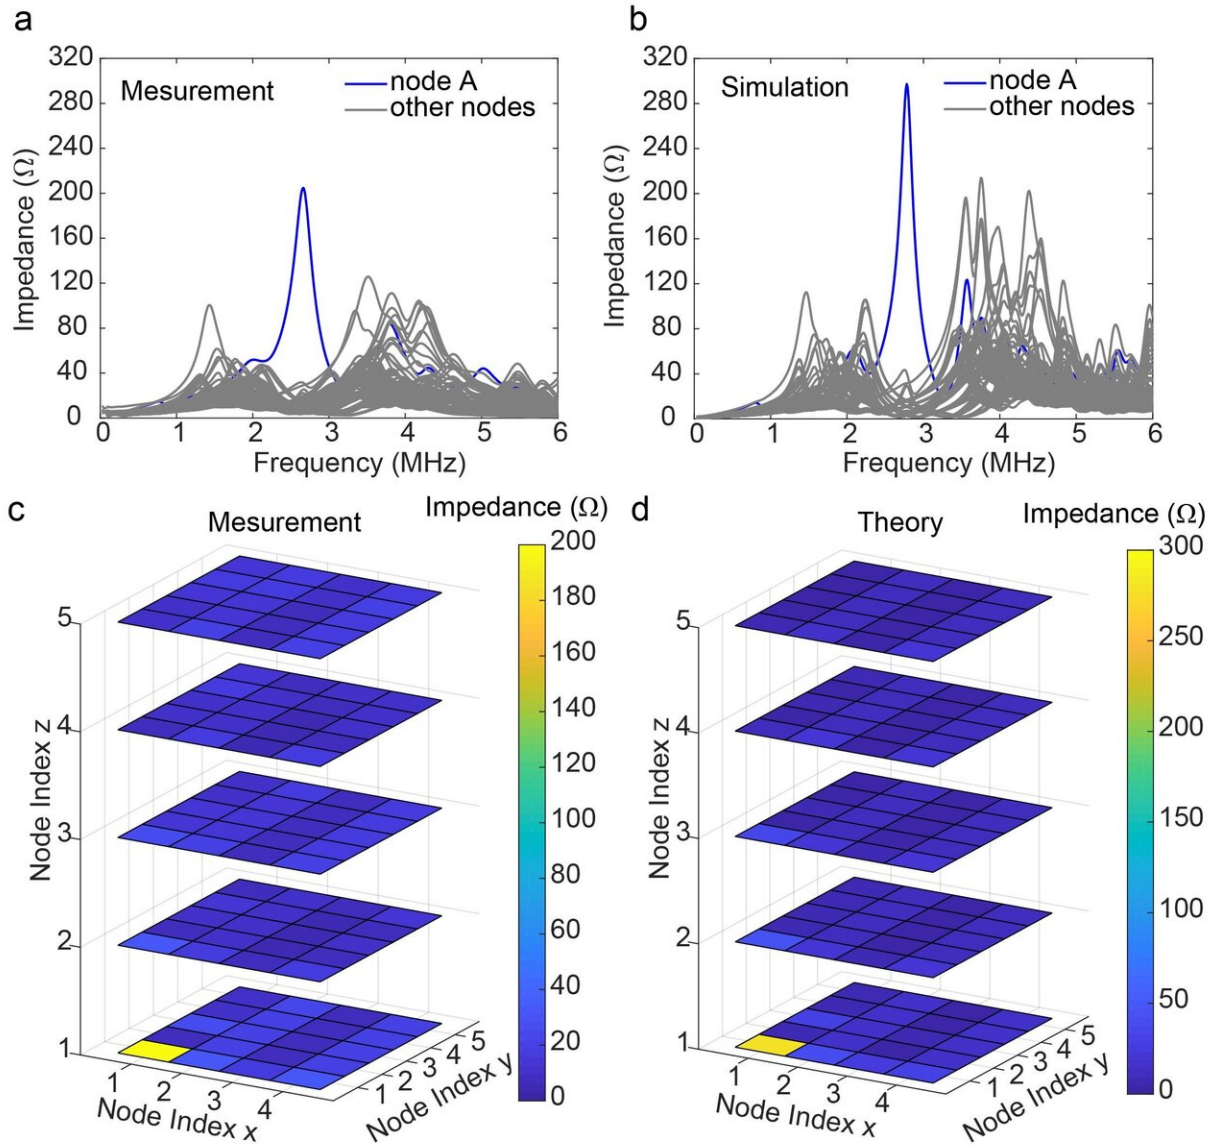 a
320
280
240
200
160
120
80
40
0
Impedance (Ω)
Mesurement
node A
other nodes
0 1 2 3 4 5 6
Frequency (MHz)
b
320
280
240
200
160
120
80
40
0
Impedance (Ω)
Simulation
node A
other nodes
0 1 2 3 4 5 6
Frequency (MHz)
c
Mesurement
Impedance (Ω)
200
180
160
140
120
100
80
60
40
20
0
5
4
3
2
1
Node Index z
1 2 3 4
Node Index x
1 2 3 4 5
Node Index y
d
Theory
Impedance (Ω)
300
250
200
150
100
50
0
5
4
3
2
1
Node Index z
1 2 3 4
Node Index x
1 2 3 4 5
Node Index y